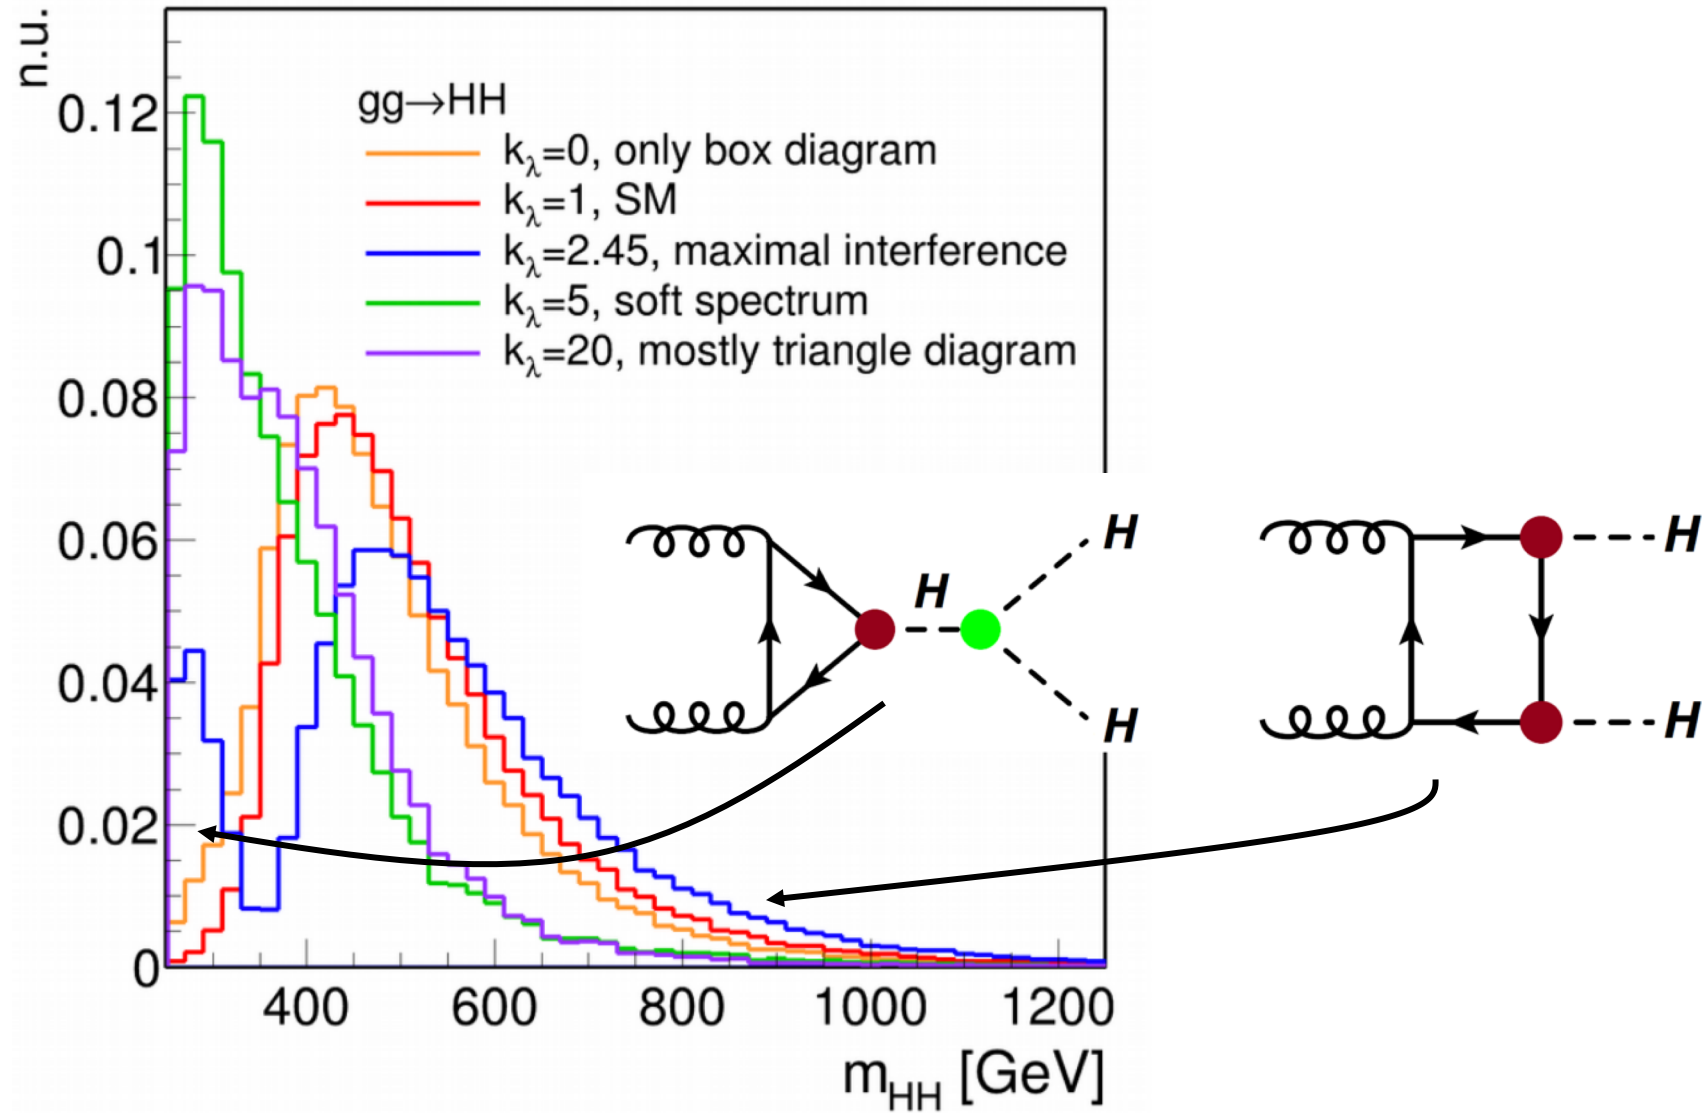 n.u.
gg→HH
kλ=0, only box diagram
kλ=1, SM
kλ=2.45, maximal interference
kλ=5, soft spectrum
kλ=20, mostly triangle diagram
0.12
0.1
0.08
0.06
0.04
0.02
0
H
H
H
H
H
400 600 800 1000 1200
mHH [GeV]